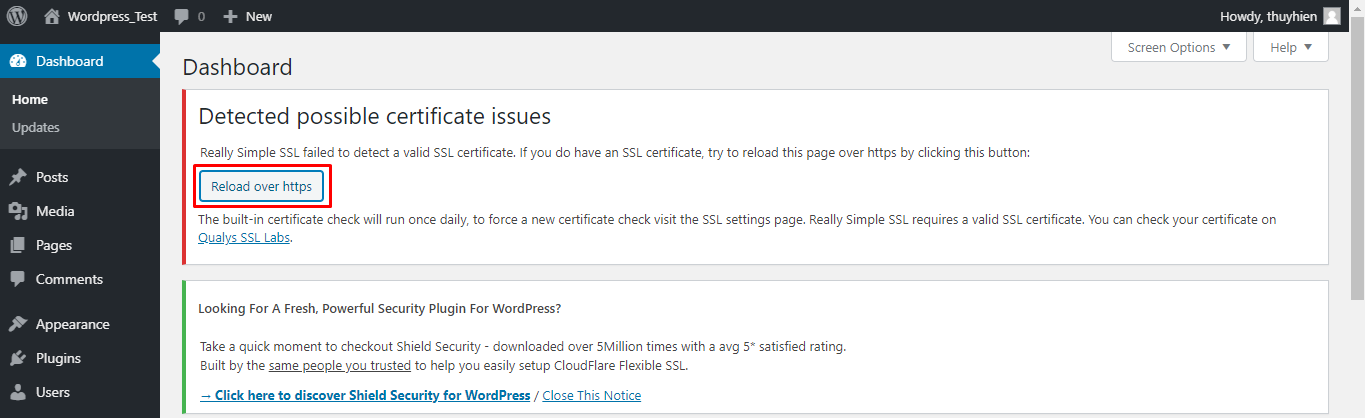 Wordpress_Test 0 New Howdy, thuyhien
Dashboard
Home
Updates
Posts
Media
Pages
Comments
Appearance
Plugins
Users
Screen Options Help
Dashboard
Detected possible certificate issues
Really Simple SSL failed to detect a valid SSL certificate. If you do have an SSL certificate, try to reload this page over https by clicking this button:
Reload over https
The built-in certificate check will run once daily, to force a new certificate check visit the SSL settings page. Really Simple SSL requires a valid SSL certificate. You can check your certificate on
Qualys SSL Labs.
Looking For A Fresh, Powerful Security Plugin For WordPress?
Take a quick moment to checkout Shield Security - downloaded over 5Million times with a avg 5* satisfied rating.
Built by the same people you trusted to help you easily setup CloudFlare Flexible SSL.
→ Click here to discover Shield Security for WordPress / Close This Notice